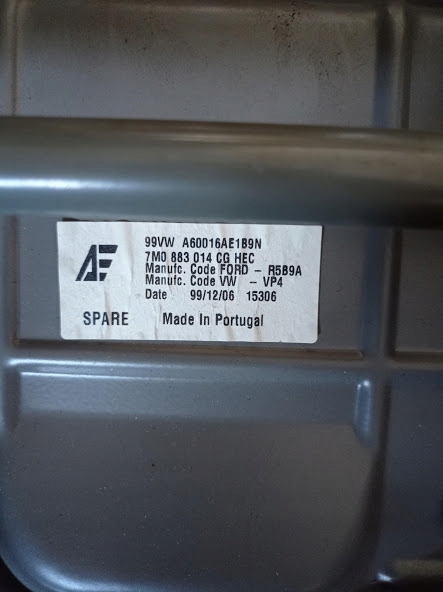 AE
99VW A60016AE1B9N
7M0 883 014 CG HEC
Manufc. Code FORD - R5B9A
Manufc. Code VW - VP4
Date 99/12/06 15306
SPARE Made In Portugal